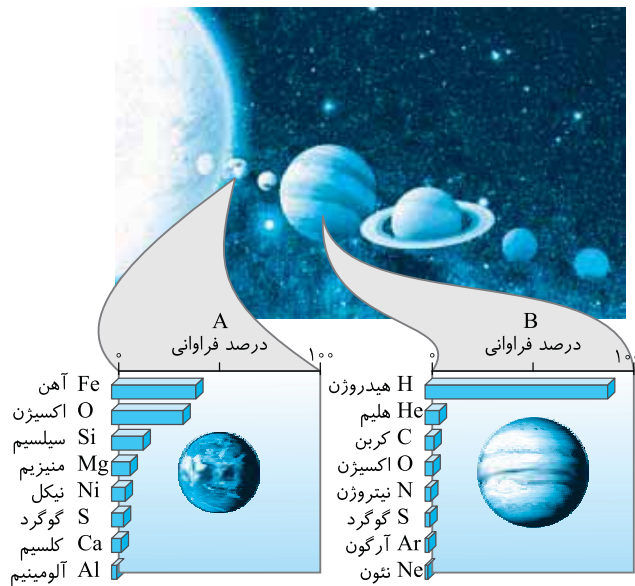 A
درصد فراوانی
۰ ۱۰۰
آهن Fe
اکسیژن O
سیلسیم Si
منیزیم Mg
نیکل Ni
گوگرد S
کلسیم Ca
آلومینیم Al
B
درصد فراوانی
۰ ۱۰۰
هیدروژن H
هلیم He
کربن C
اکسیژن O
نیتروژن N
گوگرد S
آرگون Ar
نئون Ne